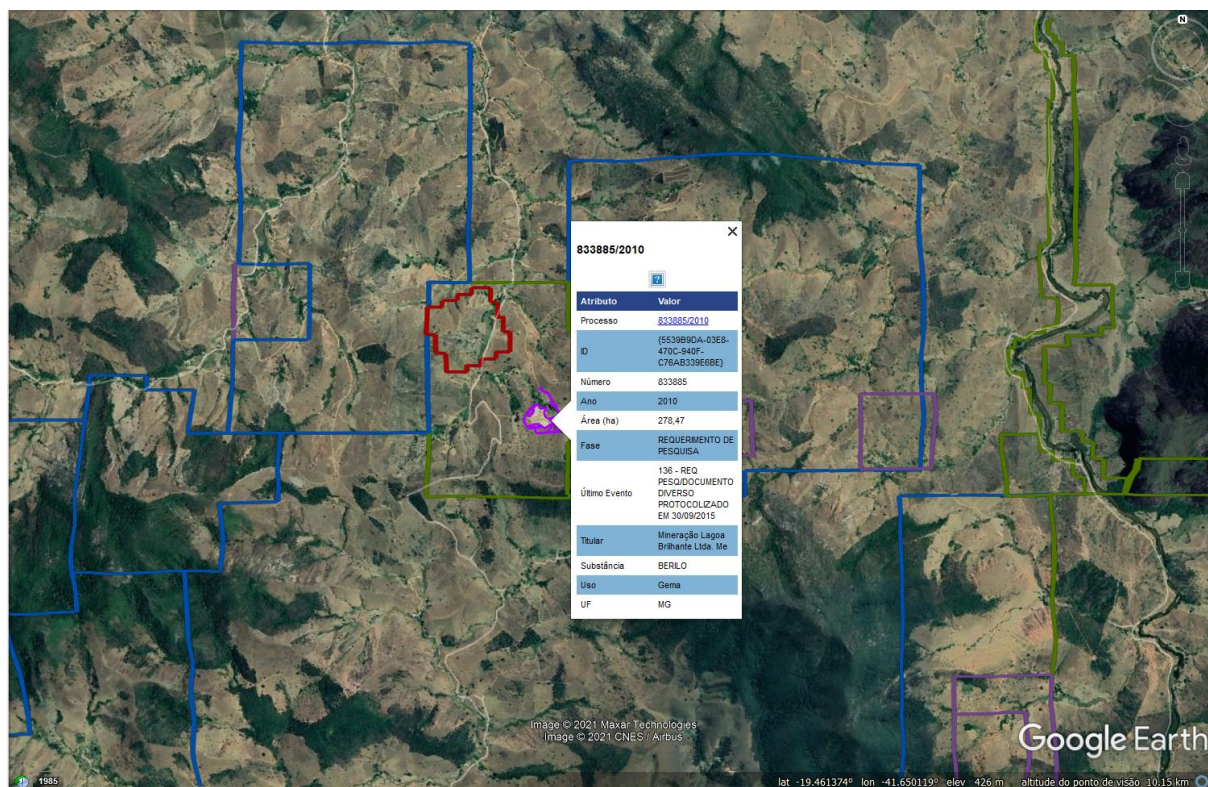 N
833885/2010
?
Atributo Valor
Processo 833885/2010
ID {5539B9DA-03E8-
470C-940F-
C76AB339E6BE}
Número 833885
Ano 2010
Área (ha) 278,47
Fase REQUERIMENTO DE
PESQUISA
Último Evento 136 - REQ
PESQ/DOCUMENTO
DIVERSO
PROTOCOLIZADO
EM 30/09/2015
Titular Mineração Lagoa
Brilhante Ltda. Me
Substância BERILO
Uso Gema
UF MG
Image © 2021 Maxar Technologies
Image © 2021 CNES / Airbus
Google Earth
1985
lat -19.461374° lon -41.650119° elev 426 m altitude do ponto de visão 10.15 km